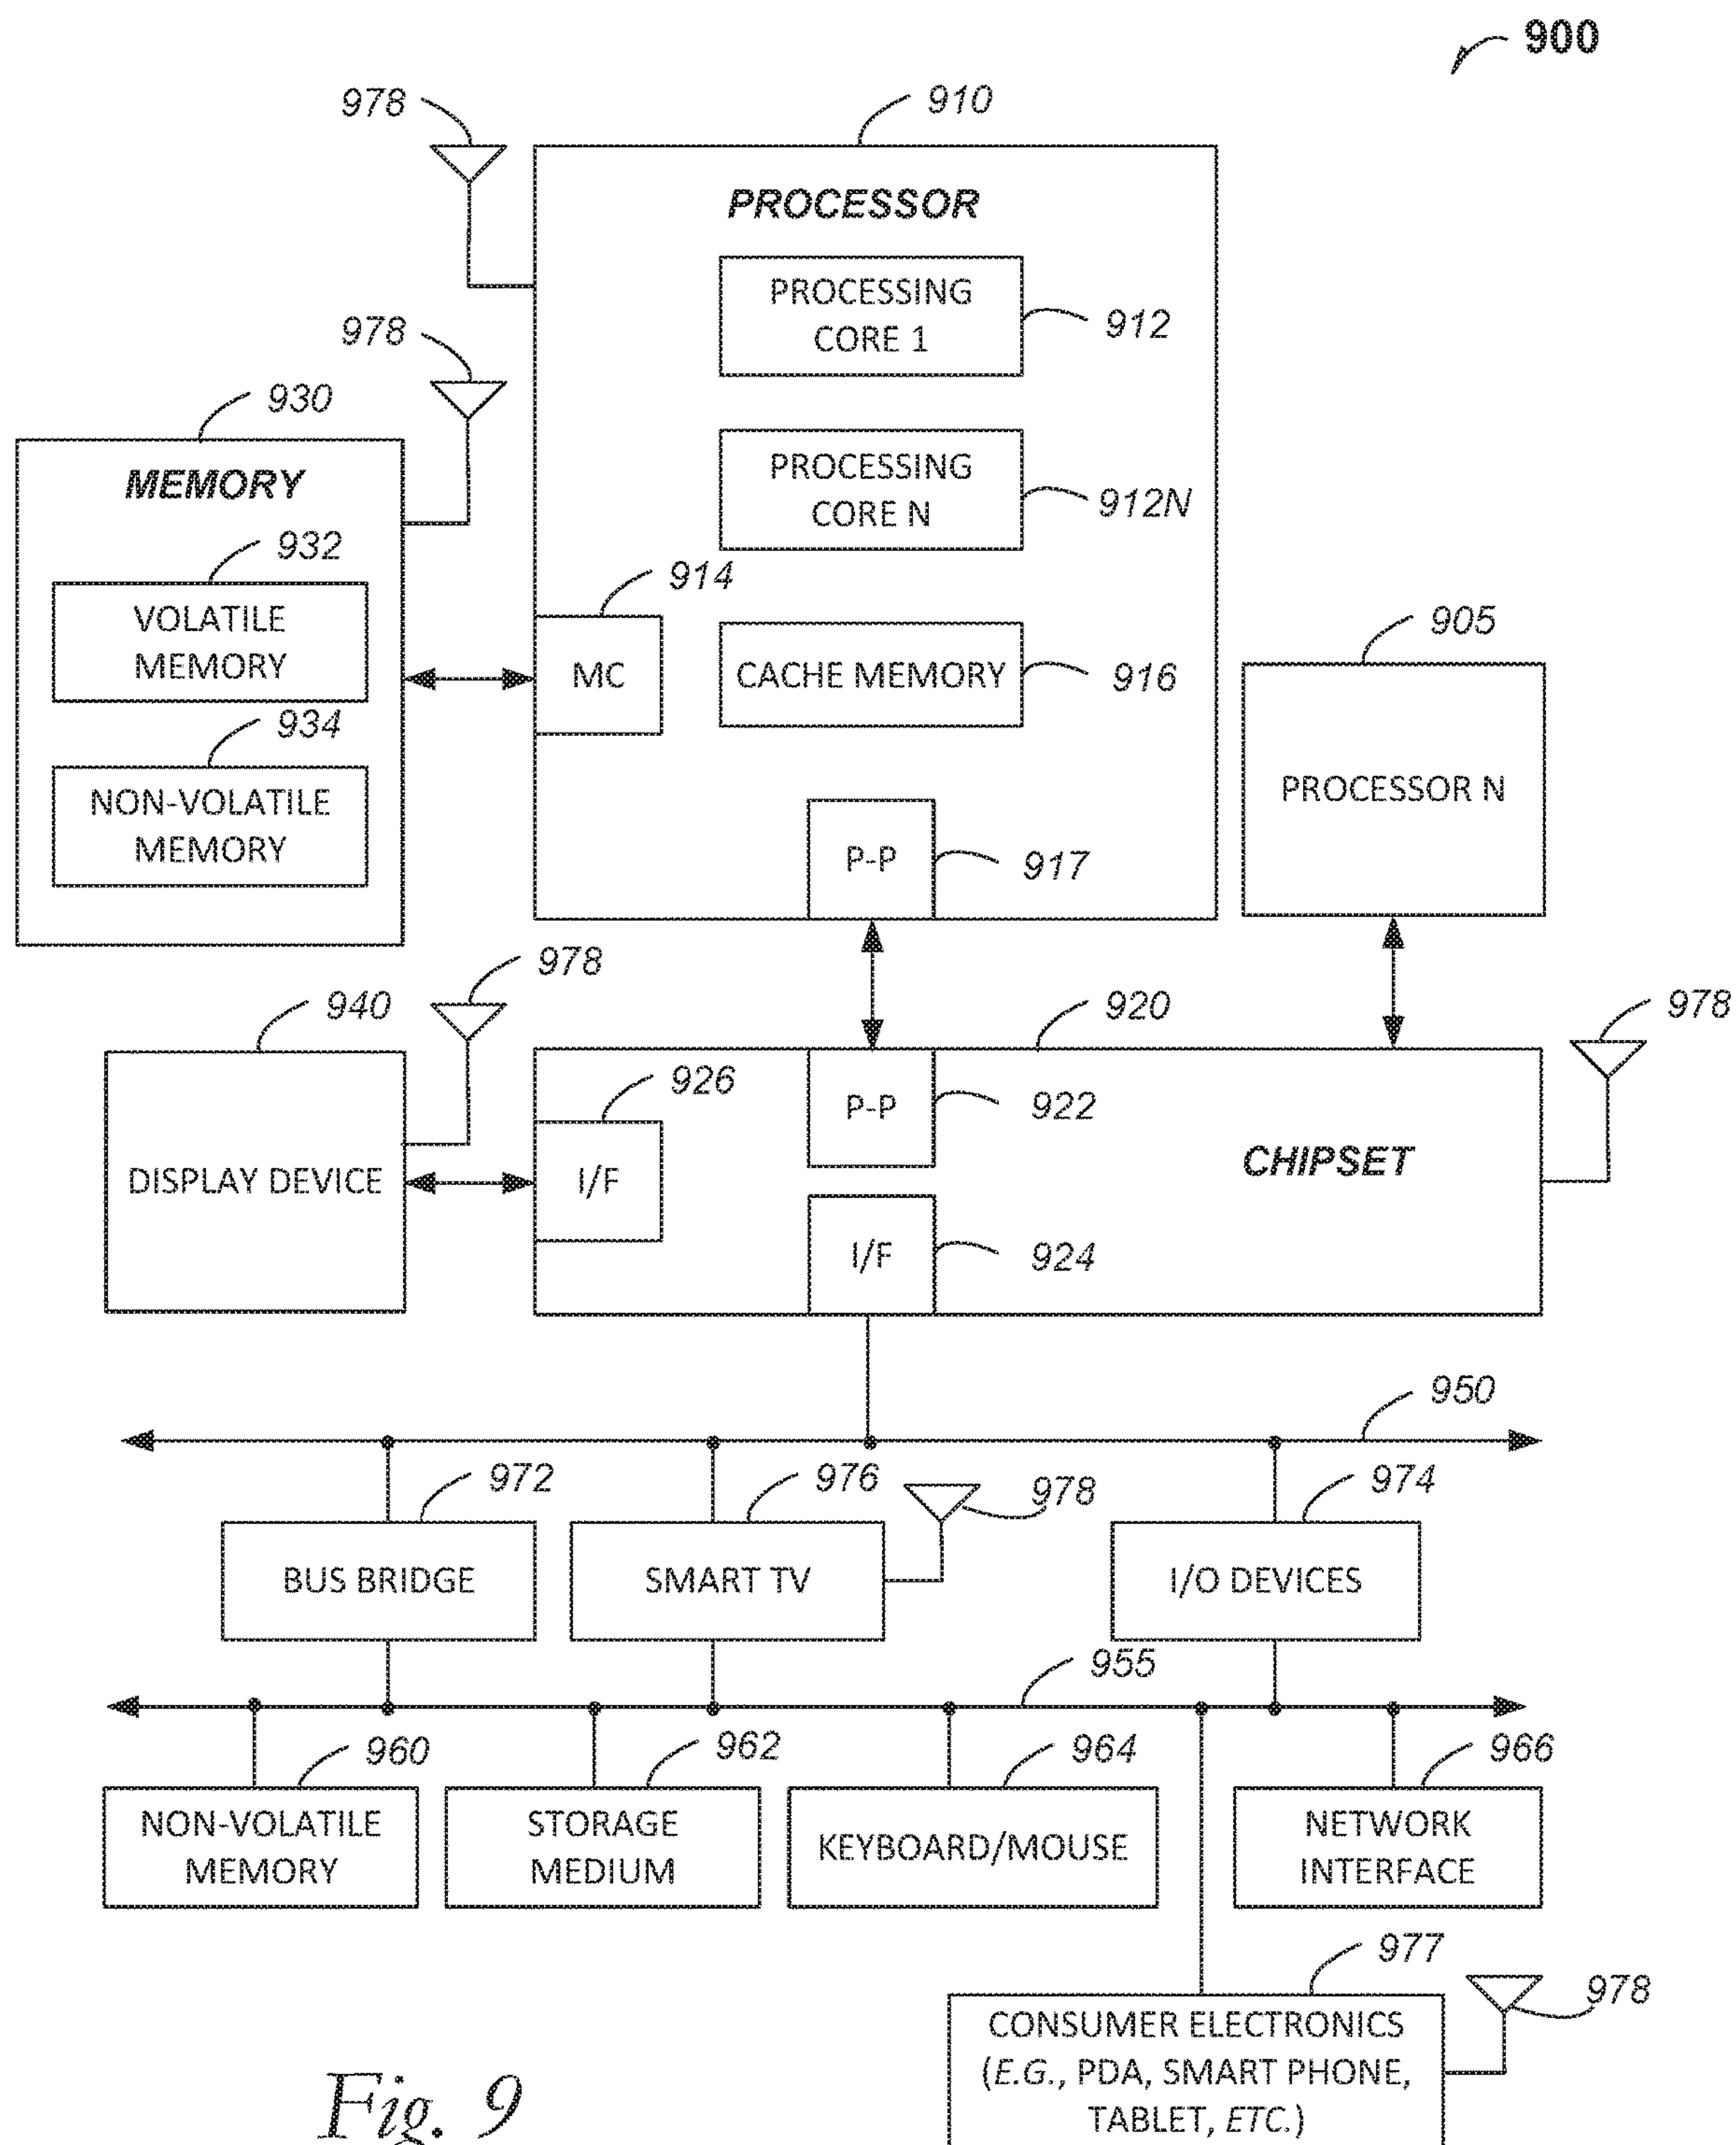 900
978
910
PROCESSOR
PROCESSING
CORE 1
912
978
930
MEMORY
PROCESSING
CORE N
912N
932
VOLATILE
MEMORY
914
MC
CACHE MEMORY
916
905
PROCESSOR N
934
NON-VOLATILE
MEMORY
P-P
917
978
940
DISPLAY DEVICE
920
978
926
I/F
P-P
922
CHIPSET
I/F
924
950
972
976
978
974
BUS BRIDGE
SMART TV
I/O DEVICES
955
960
962
964
966
NON-VOLATILE
MEMORY
STORAGE
MEDIUM
KEYBOARD/MOUSE
NETWORK
INTERFACE
977
978
CONSUMER ELECTRONICS
(E.G., PDA, SMART PHONE,
TABLET, ETC.)
Fig. 9